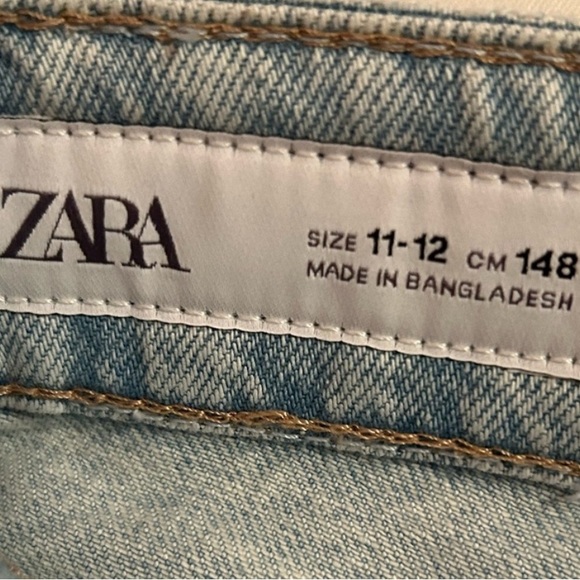 ZARA
SIZE 11-12 CM 148
MADE IN BANGLADESH